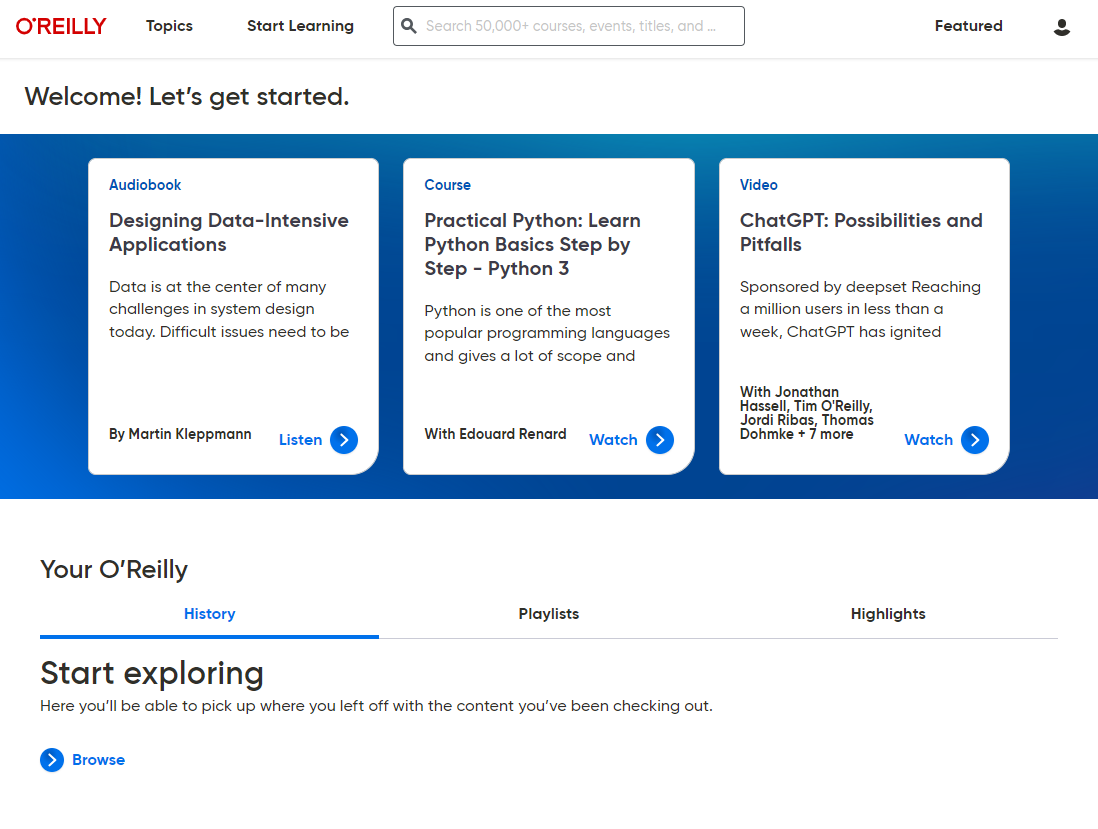 O'REILLY
Topics
Start Learning
Search 50,000+ courses, events, titles, and ...
Featured
Welcome! Let’s get started.
Audiobook
Designing Data-Intensive
Applications
Data is at the center of many
challenges in system design
today. Difficult issues need to be
By Martin Kleppmann
Listen
Course
Practical Python: Learn
Python Basics Step by
Step - Python 3
Python is one of the most
popular programming languages
and gives a lot of scope and
With Edouard Renard
Watch
Video
ChatGPT: Possibilities and
Pitfalls
Sponsored by deepset Reaching
a million users in less than a
week, ChatGPT has ignited
With Jonathan
Hassell, Tim O'Reilly,
Jordi Ribas, Thomas
Dohmke + 7 more
Watch
Your O’Reilly
History
Playlists
Highlights
Start exploring
Here you’ll be able to pick up where you left off with the content you’ve been checking out.
Browse